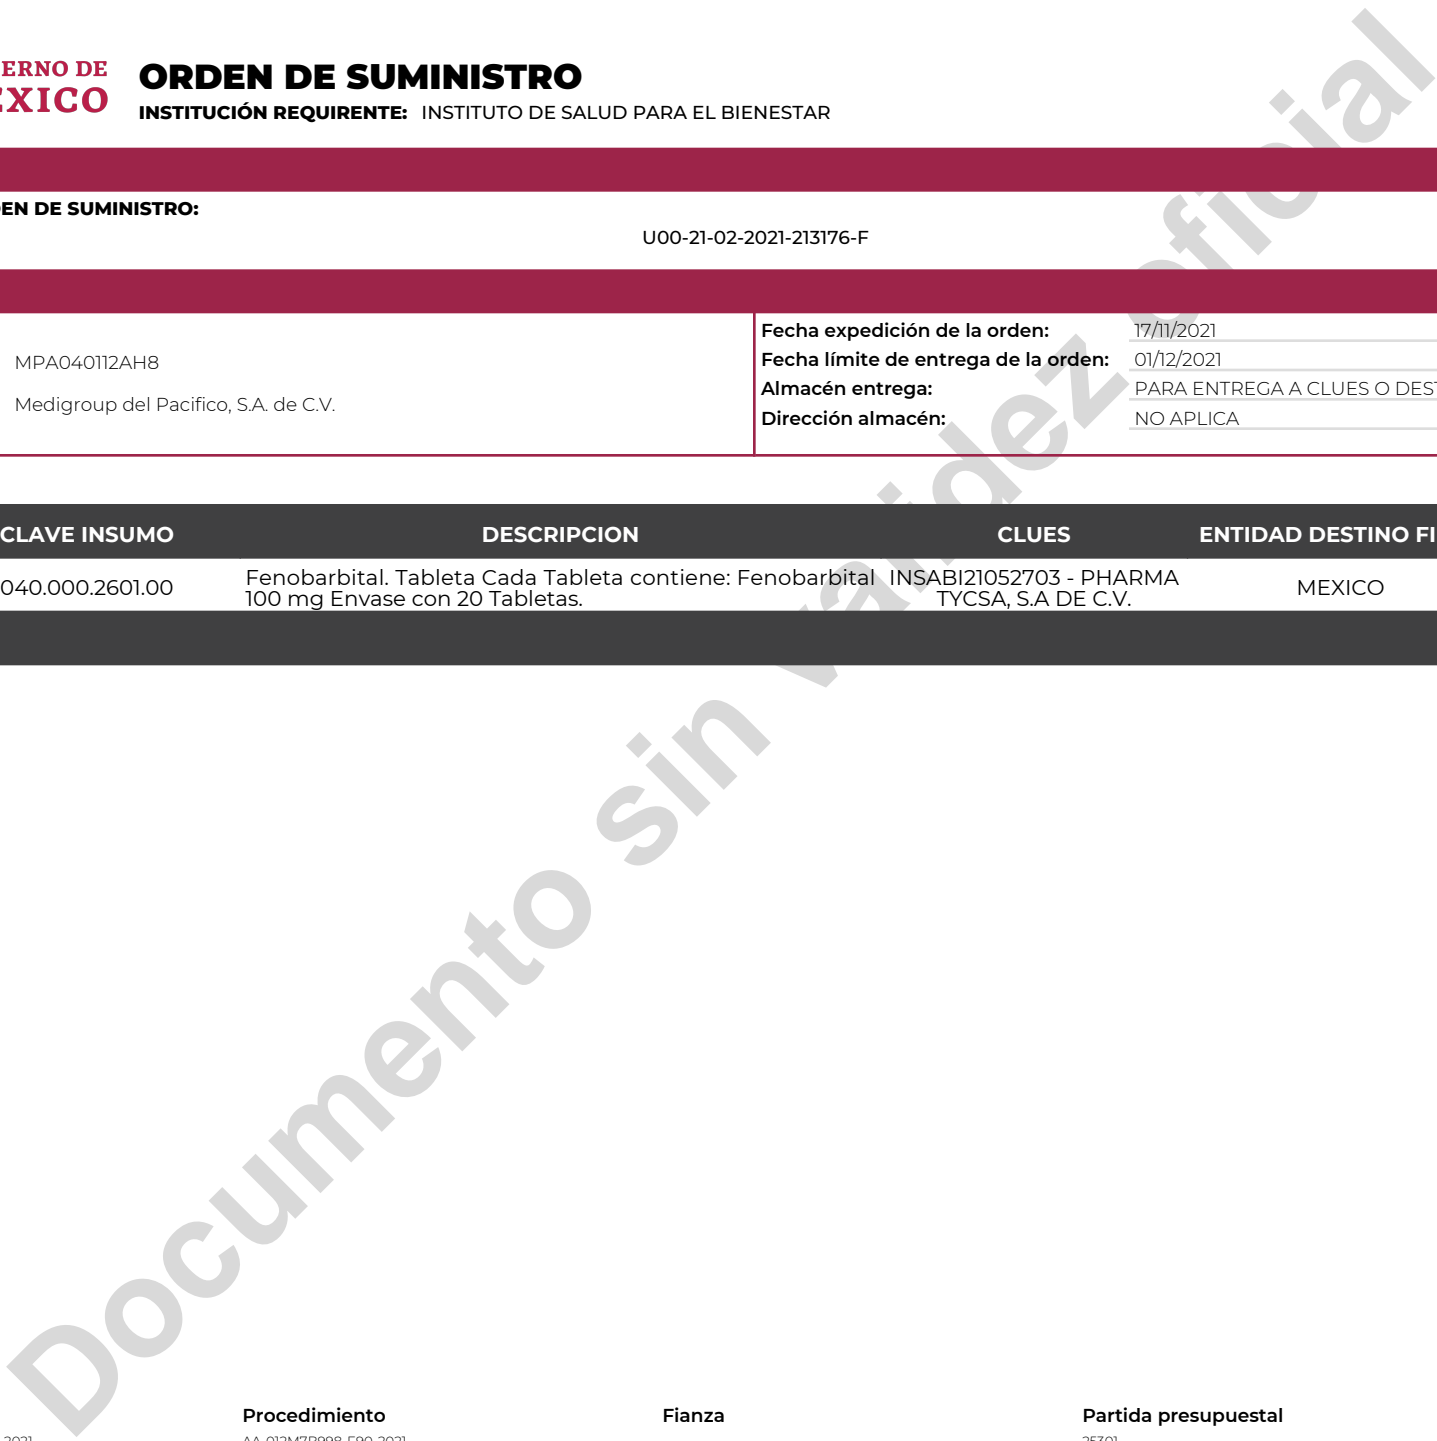 ERNO DE
EXICO
ORDEN DE SUMINISTRO
INSTITUCIÓN REQUIRENTE: INSTITUTO DE SALUD PARA EL BIENESTAR
EN DE SUMINISTRO:
U00-21-02-2021-213176-F
MPA040112AH8
Medigroup del Pacifico, S.A. de C.V.
Fecha expedición de la orden: 17/11/2021
Fecha límite de entrega de la orden: 01/12/2021
Almacén entrega: PARA ENTREGA A CLUES O DEST
Dirección almacén: NO APLICA
CLAVE INSUMO DESCRIPCION CLUES ENTIDAD DESTINO FI
040.000.2601.00 Fenobarbital. Tableta Cada Tableta contiene: Fenobarbital INSABI21052703 - PHARMA MEXICO
100 mg Envase con 20 Tabletas. TYCSA, S.A DE C.V.
Documento sin validez oficial
Procedimiento Fianza Partida presupuestal